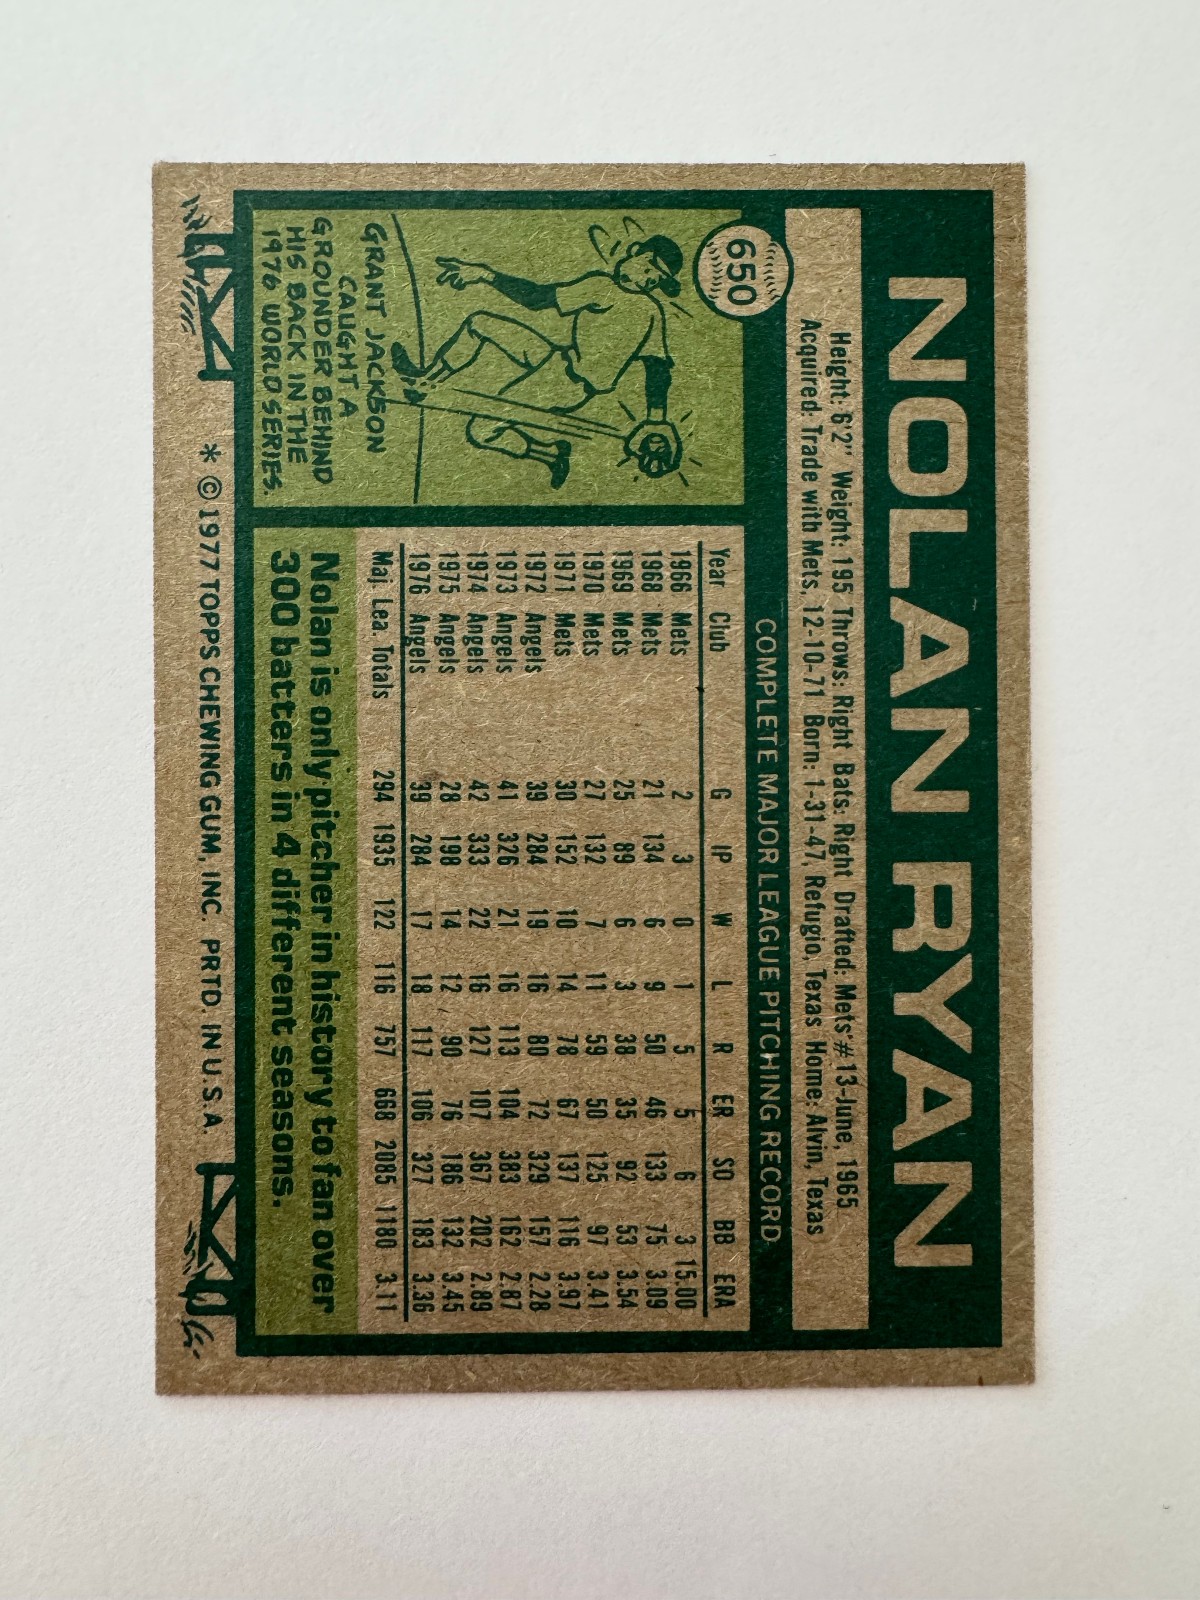 NOLAN RYAN
Height: 6'2" Weight: 195 Throws: Right Bats: Right Drafted: Mets #13-June, 1965
Acquired: Trade with Mets, 12-10-71 Born: 1-31-47, Refugio, Texas Home: Alvin, Texas
650
COMPLETE MAJOR LEAGUE PITCHING RECORD
Year Club G IP W L R ER SO BB ERA
1966 Mets 2 3 0 1 5 5 6 3 15.00
1968 Mets 21 134 6 9 50 46 133 75 3.09
1969 Mets 25 89 6 3 38 35 92 53 3.54
1970 Mets 27 132 7 11 59 50 125 97 3.41
1971 Mets 30 152 10 14 78 67 137 116 3.97
1972 Angels 39 284 19 16 80 72 329 157 2.28
1973 Angels 41 326 21 16 113 104 383 162 2.87
1974 Angels 42 333 22 16 127 107 367 202 2.89
1975 Angels 28 198 14 12 90 76 186 132 3.45
1976 Angels 39 284 17 18 117 106 327 183 3.36
Maj. Lea. Totals 294 1935 122 116 757 668 2085 1180 3.11
GRANT JACKSON
CAUGHT A
GROUNDER BEHIND
HIS BACK IN THE
1976 WORLD SERIES.
Nolan is only pitcher in history to fan over
300 batters in 4 different seasons.
* © 1977 TOPPS CHEWING GUM, INC. PRTD. IN U.S.A.